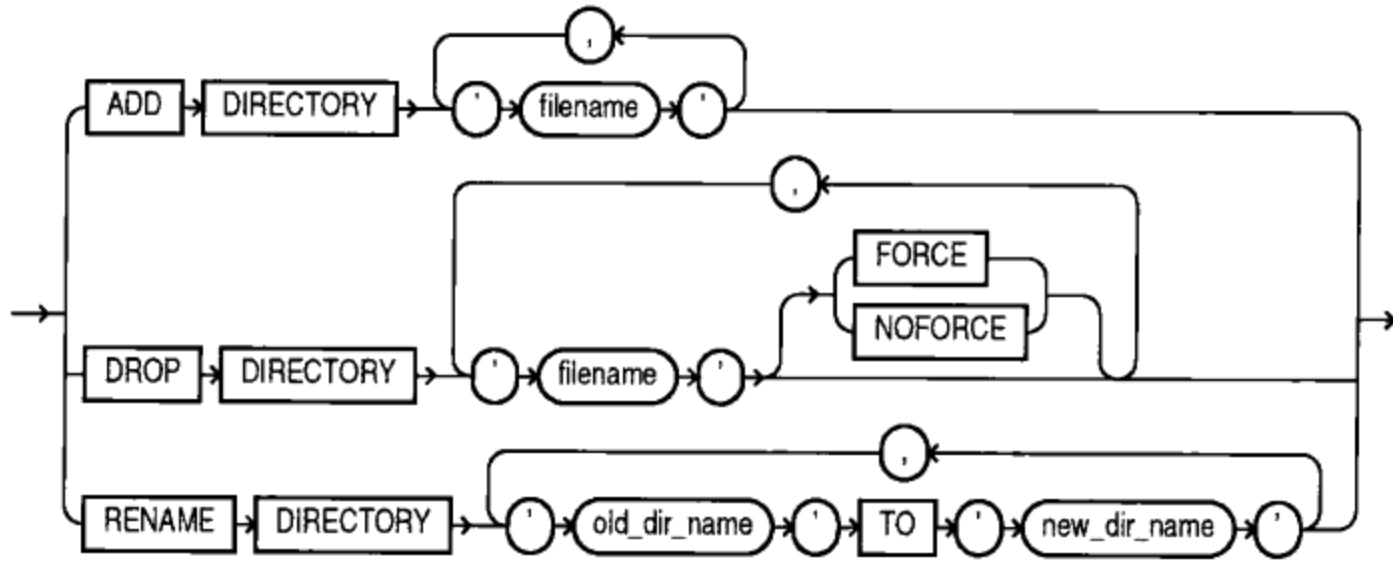 ,
ADD DIRECTORY ' filename '
,
FORCE
NOFORCE
DROP DIRECTORY ' filename '
,
RENAME DIRECTORY ' old_dir_name ' TO ' new_dir_name '